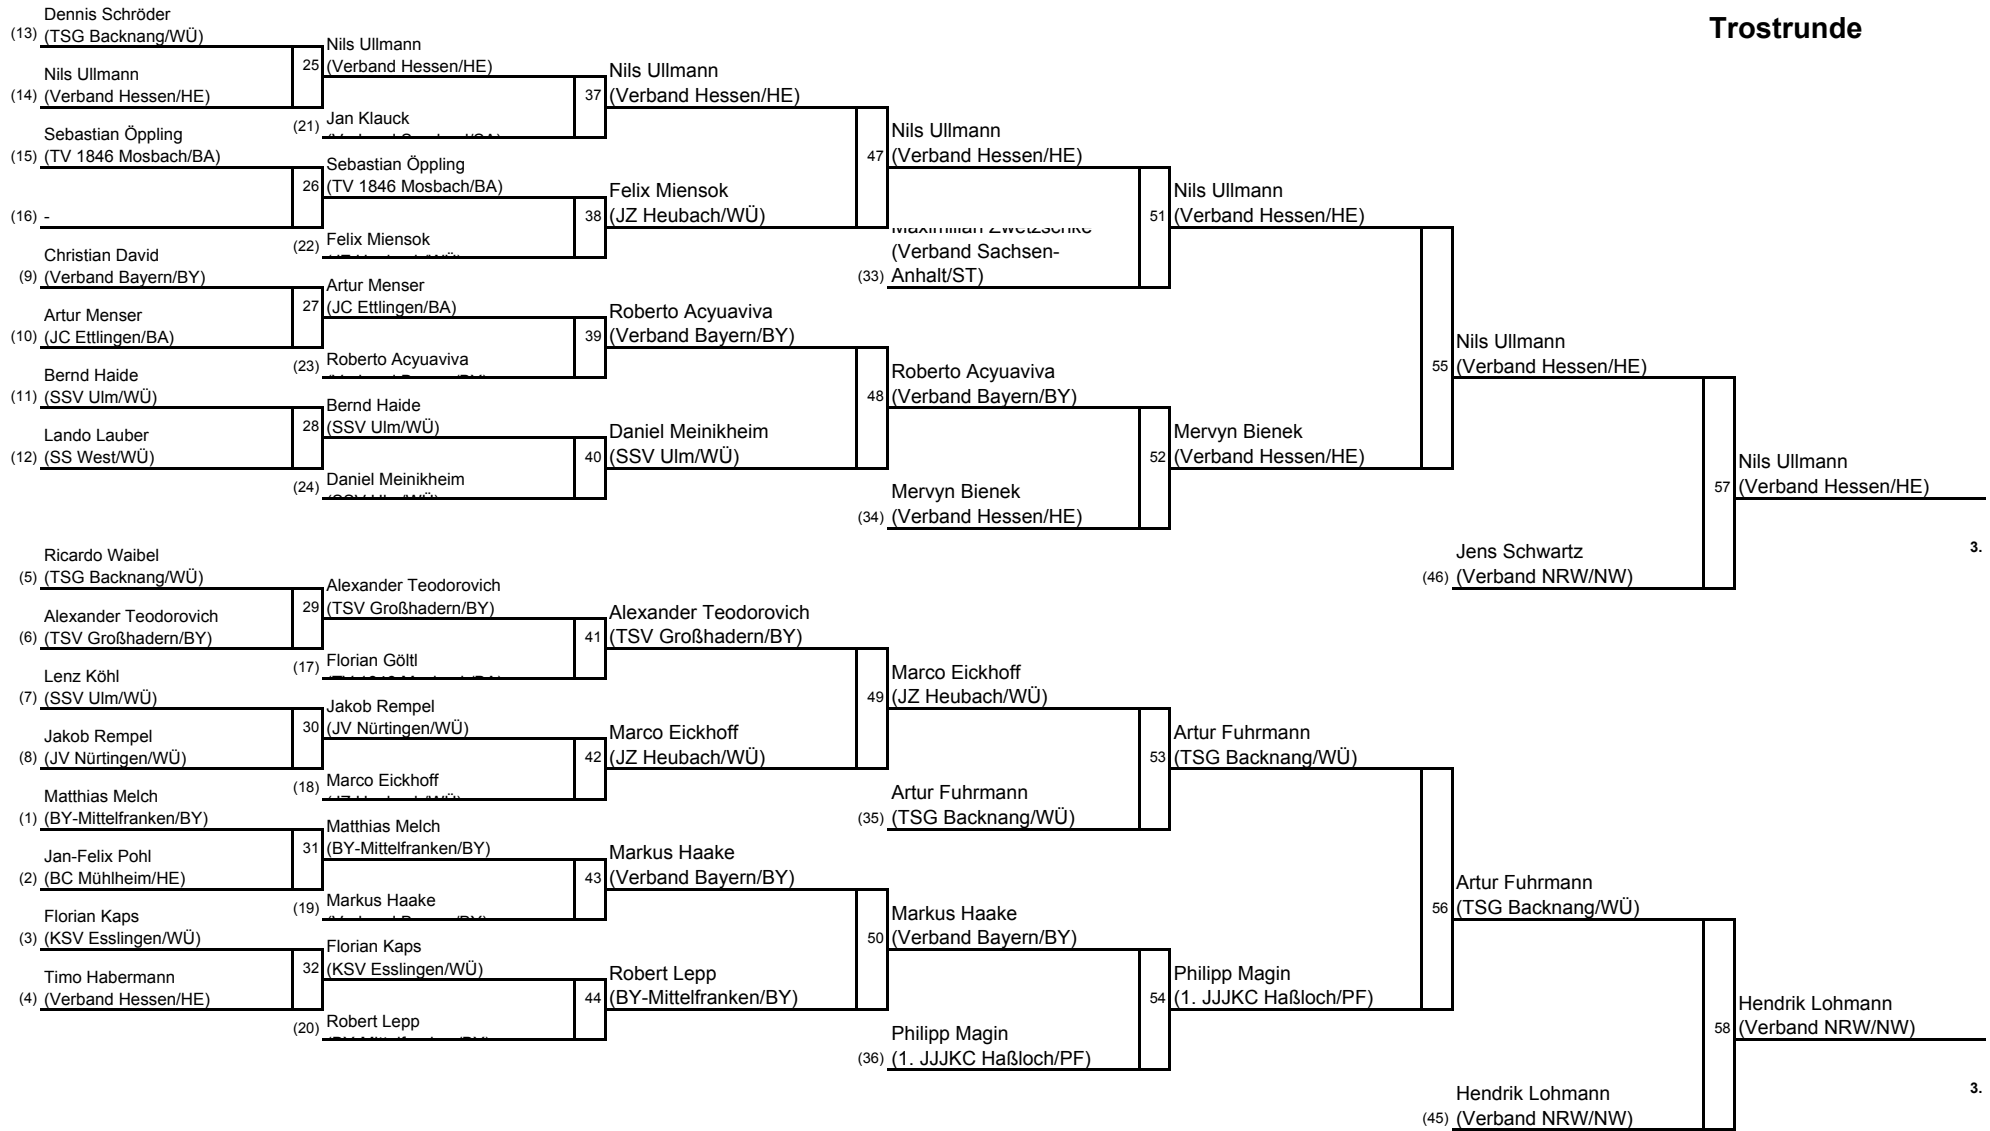 Trostrunde
Dennis Schröder
(13) (TSG Backnang/WÜ)
Nils Ullmann
(14) (Verband Hessen/HE)
Sebastian Öppling
(15) (TV 1846 Mosbach/BA)
(16) -
Christian David
(9) (Verband Bayern/BY)
Artur Menser
(10) (JC Ettlingen/BA)
Bernd Haide
(11) (SSV Ulm/WÜ)
Lando Lauber
(12) (SS West/WÜ)
Ricardo Waibel
(5) (TSG Backnang/WÜ)
Alexander Teodorovich
(6) (TSV Großhadern/BY)
Lenz Köhl
(7) (SSV Ulm/WÜ)
Jakob Rempel
(8) (JV Nürtingen/WÜ)
Matthias Melch
(1) (BY-Mittelfranken/BY)
Jan-Felix Pohl
(2) (BC Mühlheim/HE)
Florian Kaps
(3) (KSV Esslingen/WÜ)
Timo Habermann
(4) (Verband Hessen/HE)
Nils Ullmann
25 (Verband Hessen/HE)
(21) Jan Klauck
Sebastian Öppling
26 (TV 1846 Mosbach/BA)
(22) Felix Miensok
Artur Menser
27 (JC Ettlingen/BA)
(23) Roberto Acyuaviva
Bernd Haide
28 (SSV Ulm/WÜ)
(24) Daniel Meinikheim
Alexander Teodorovich
29 (TSV Großhadern/BY)
(17) Florian Göltl
Jakob Rempel
30 (JV Nürtingen/WÜ)
(18) Marco Eickhoff
Matthias Melch
31 (BY-Mittelfranken/BY)
(19) Markus Haake
Florian Kaps
32 (KSV Esslingen/WÜ)
(20) Robert Lepp
Nils Ullmann
37 (Verband Hessen/HE)
Felix Miensok
38 (JZ Heubach/WÜ)
Roberto Acyuaviva
39 (Verband Bayern/BY)
Daniel Meinikheim
40 (SSV Ulm/WÜ)
Alexander Teodorovich
41 (TSV Großhadern/BY)
Marco Eickhoff
42 (JZ Heubach/WÜ)
Markus Haake
43 (Verband Bayern/BY)
Robert Lepp
44 (BY-Mittelfranken/BY)
Nils Ullmann
47 (Verband Hessen/HE)
(Verband Sachsen-
(33) Anhalt/ST)
Roberto Acyuaviva
48 (Verband Bayern/BY)
Mervyn Bienek
(34) (Verband Hessen/HE)
Marco Eickhoff
49 (JZ Heubach/WÜ)
Artur Fuhrmann
(35) (TSG Backnang/WÜ)
Markus Haake
50 (Verband Bayern/BY)
Philipp Magin
(36) (1. JJJKC Haßloch/PF)
Nils Ullmann
51 (Verband Hessen/HE)
Mervyn Bienek
52 (Verband Hessen/HE)
Artur Fuhrmann
53 (TSG Backnang/WÜ)
Philipp Magin
54 (1. JJJKC Haßloch/PF)
Nils Ullmann
55 (Verband Hessen/HE)
Jens Schwartz
(46) (Verband NRW/NW)
Artur Fuhrmann
56 (TSG Backnang/WÜ)
Hendrik Lohmann
(45) (Verband NRW/NW)
Nils Ullmann
57 (Verband Hessen/HE)
3.
Hendrik Lohmann
58 (Verband NRW/NW)
3.